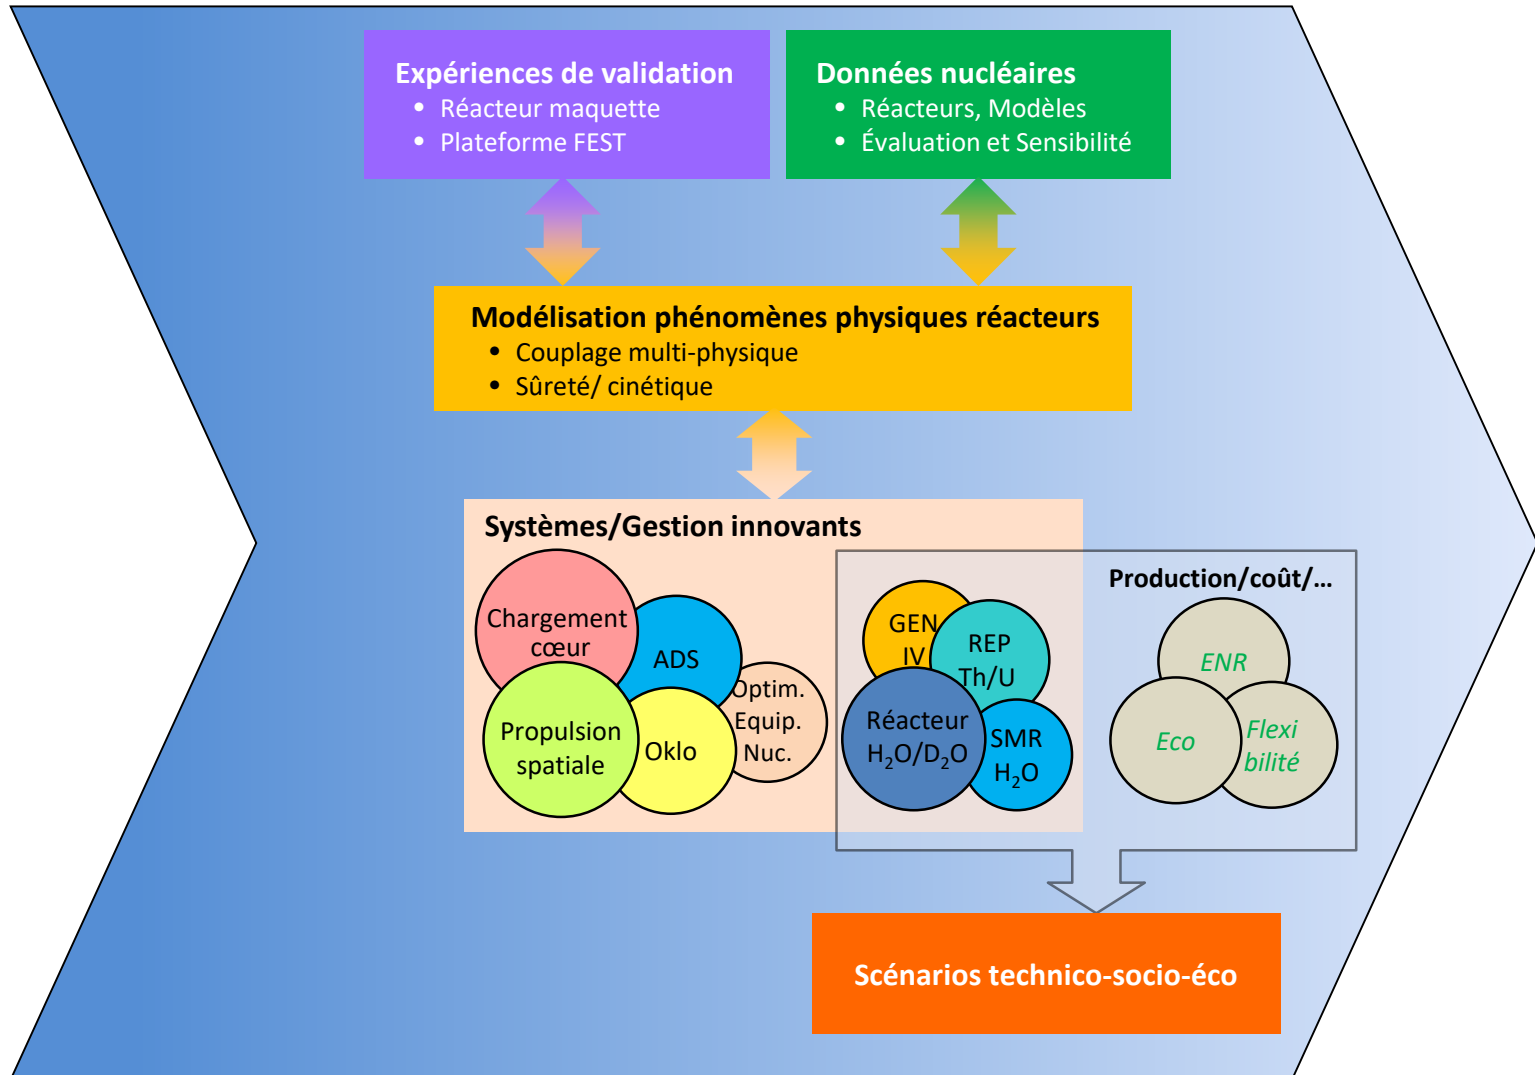 Expériences de validation
• Réacteur maquette
• Plateforme FEST
Données nucléaires
• Réacteurs, Modèles
• Évaluation et Sensibilité
Modélisation phénomènes physiques réacteurs
• Couplage multi-physique
• Sûreté/ cinétique
Systèmes/Gestion innovants
Chargement
cœur
ADS
Optim.
Equip.
Nuc.
Propulsion
spatiale
Oklo
GEN
IV
REP
Th/U
Réacteur
H₂O/D₂O
SMR
H₂O
Production/coût/…
ENR
Eco
Flexi
bilité
Scénarios technico-socio-éco